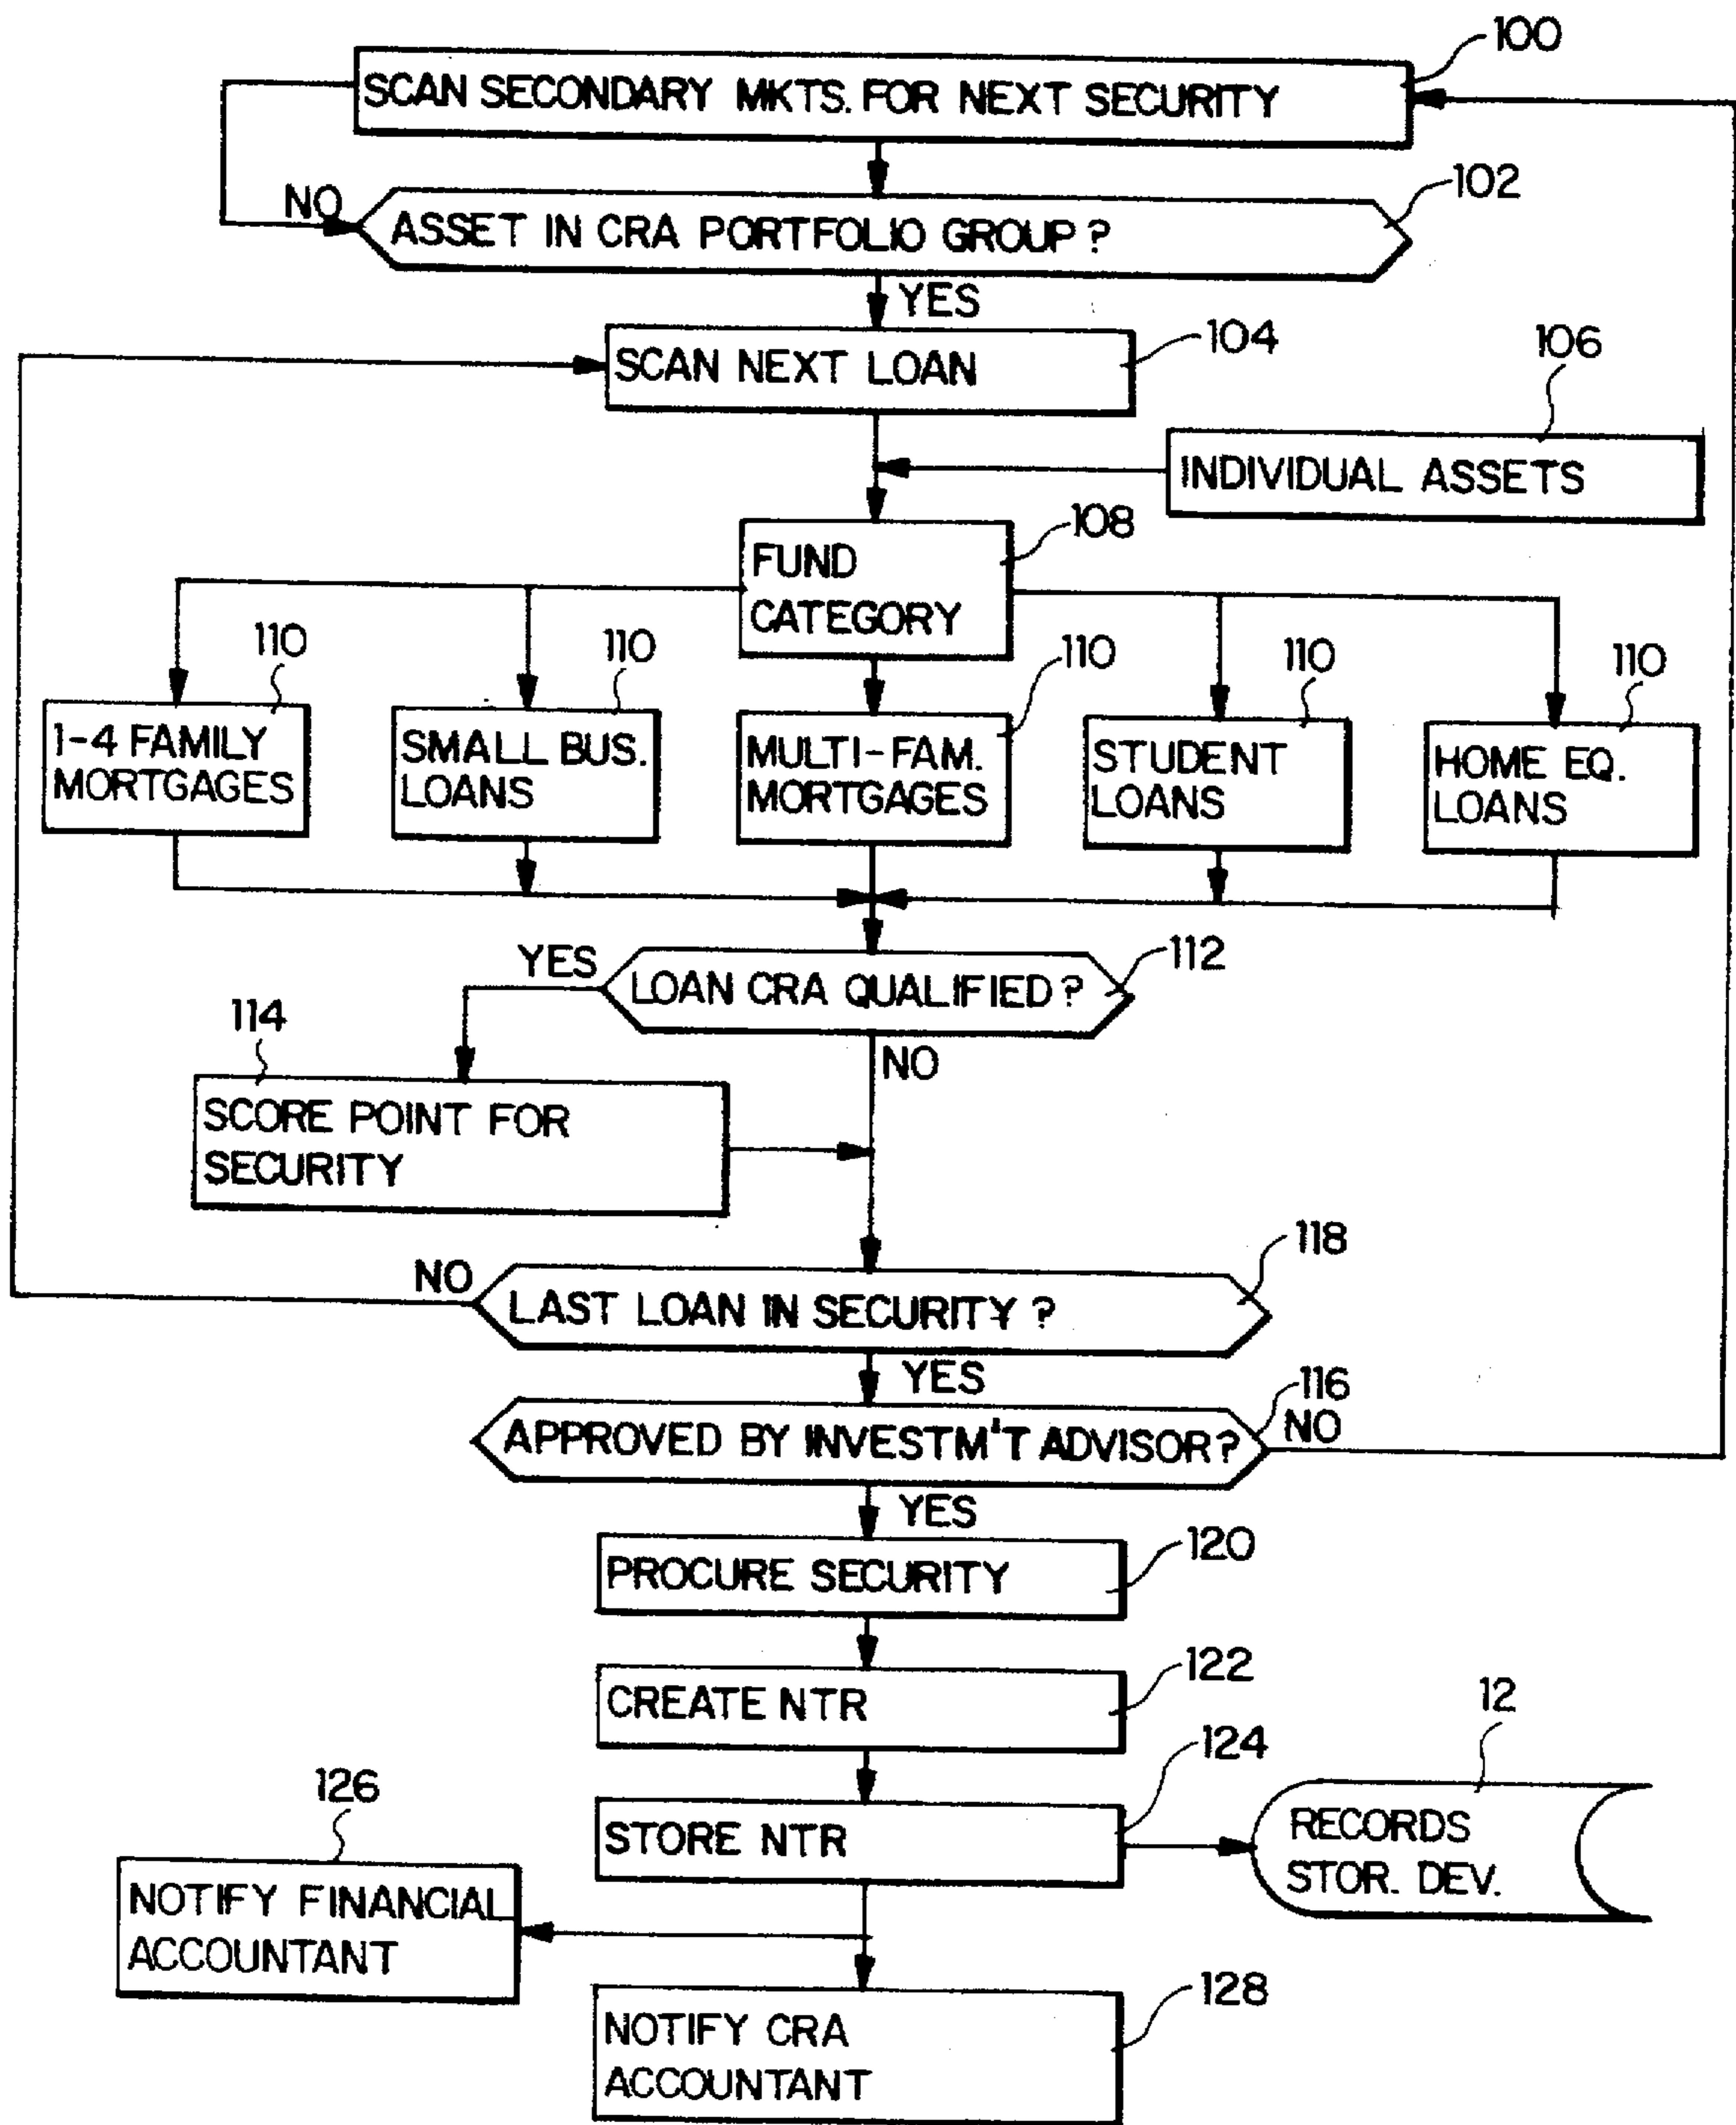 100
SCAN SECONDARY MKTS. FOR NEXT SECURITY
102
NO
ASSET IN CRA PORTFOLIO GROUP?
YES
104
SCAN NEXT LOAN
106
INDIVIDUAL ASSETS
108
FUND
CATEGORY
110
1-4 FAMILY
MORTGAGES
110
SMALL BUS.
LOANS
110
MULTI-FAM.
MORTGAGES
110
STUDENT
LOANS
110
HOME EQ.
LOANS
112
YES
LOAN CRA QUALIFIED?
NO
114
SCORE POINT FOR
SECURITY
118
NO
LAST LOAN IN SECURITY?
YES
116
APPROVED BY INVESTM'T ADVISOR?
NO
YES
120
PROCURE SECURITY
122
CREATE NTR
124
STORE NTR
12
RECORDS
STOR. DEV.
126
NOTIFY FINANCIAL
ACCOUNTANT
128
NOTIFY CRA
ACCOUNTANT